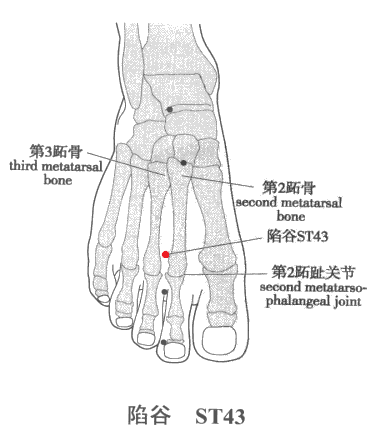 第3跖骨
third metatarsal
bone
第2跖骨
second metatarsal
bone
陷谷ST43
第2跖趾关节
second metatarso-
phalangeal joint
陷谷 ST43